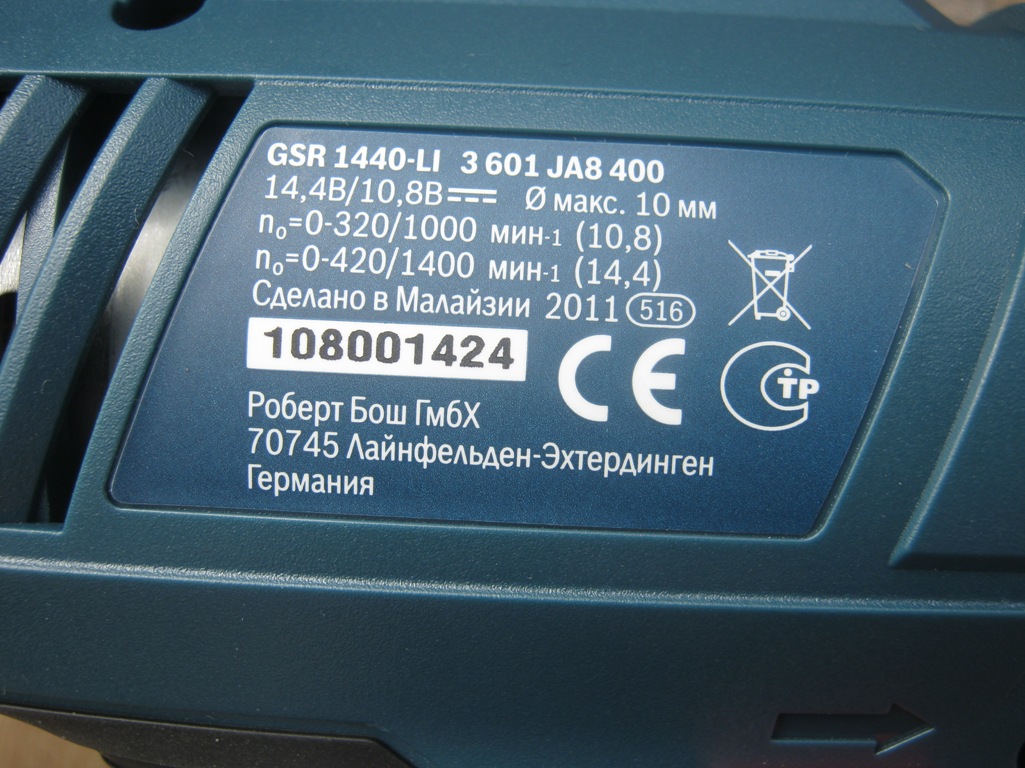 GSR 1440-LI 3 601 JA8 400
14,4В/10,8В Ø макс. 10 мм
n₀=0-320/1000 мин-1 (10,8)
n₀=0-420/1400 мин-1 (14,4)
Сделано в Малайзии 2011 516
108001424
CE
СТР
Роберт Бош ГмбХ
70745 Лайнфельден-Эхтердинген
Германия